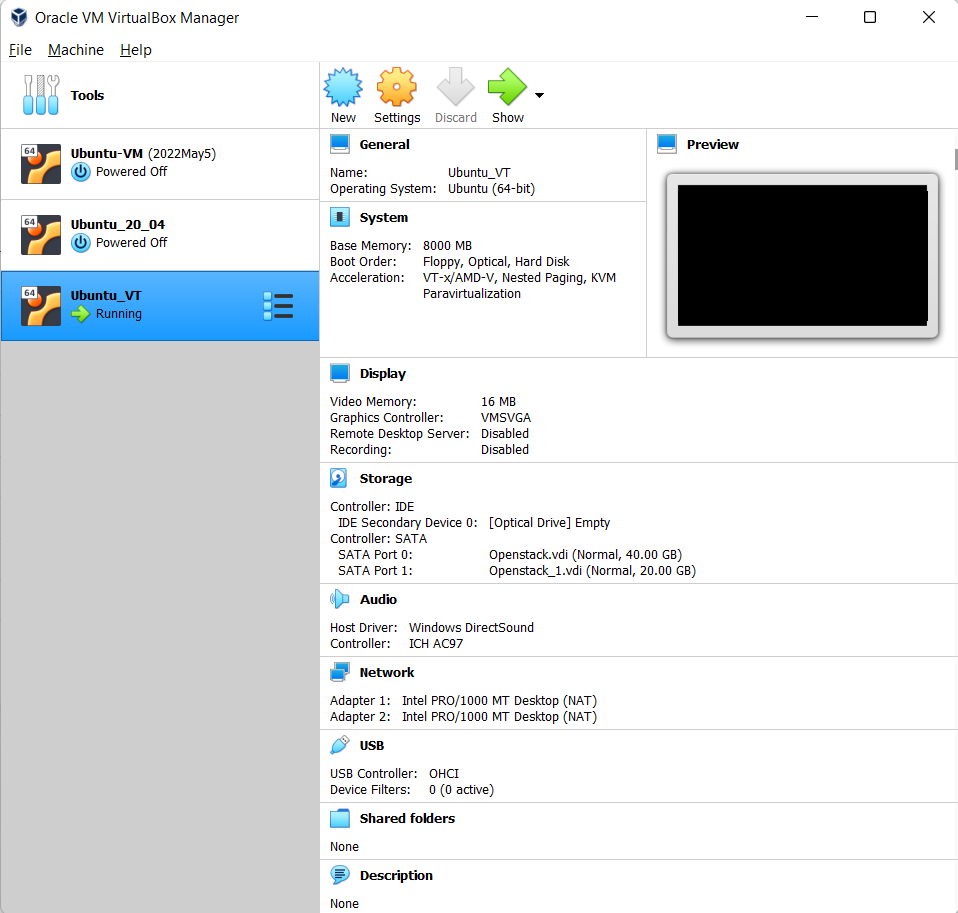 Oracle VM VirtualBox Manager
File Machine Help
Tools
New Settings Discard Show
64
Ubuntu-VM (2022May5)
Powered Off
64
Ubuntu_20_04
Powered Off
64
Ubuntu_VT
Running
General
Name: Ubuntu_VT
Operating System: Ubuntu (64-bit)
Preview
System
Base Memory: 8000 MB
Boot Order: Floppy, Optical, Hard Disk
Acceleration: VT-x/AMD-V, Nested Paging, KVM
Paravirtualization
Display
Video Memory: 16 MB
Graphics Controller: VMSVGA
Remote Desktop Server: Disabled
Recording: Disabled
Storage
Controller: IDE
IDE Secondary Device 0: [Optical Drive] Empty
Controller: SATA
SATA Port 0: Openstack.vdi (Normal, 40.00 GB)
SATA Port 1: Openstack_1.vdi (Normal, 20.00 GB)
Audio
Host Driver: Windows DirectSound
Controller: ICH AC97
Network
Adapter 1: Intel PRO/1000 MT Desktop (NAT)
Adapter 2: Intel PRO/1000 MT Desktop (NAT)
USB
USB Controller: OHCI
Device Filters: 0 (0 active)
Shared folders
None
Description
None